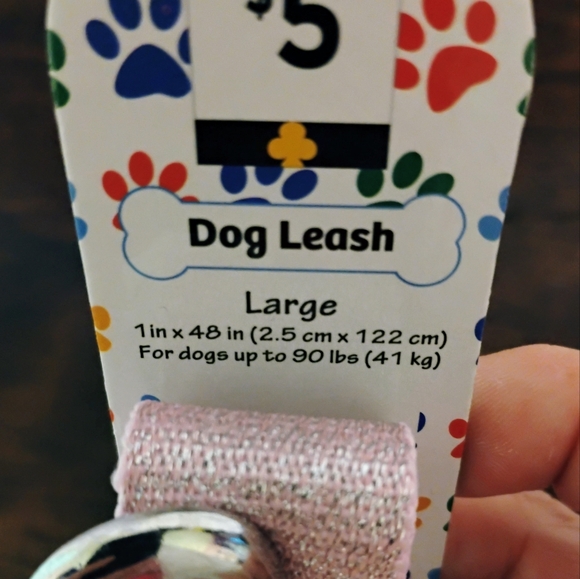 $5
Dog Leash
Large
1 in x 48 in (2.5 cm x 122 cm)
For dogs up to 90 lbs (41 kg)